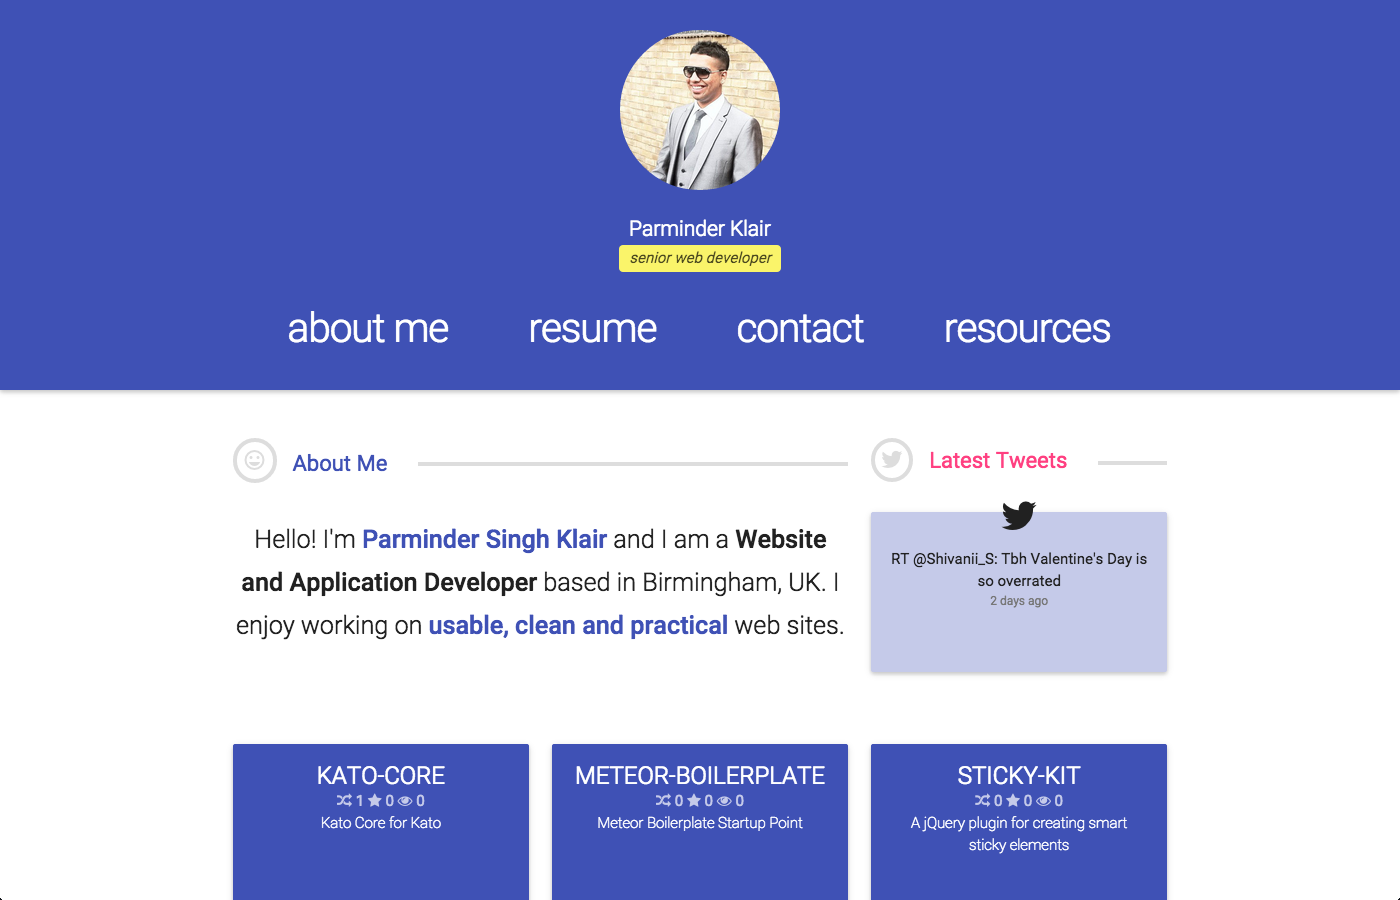 Parminder Klair
senior web developer
about me
resume
contact
resources
About Me
Hello! I'm Parminder Singh Klair and I am a Website
and Application Developer based in Birmingham, UK. I
enjoy working on usable, clean and practical web sites.
Latest Tweets
RT @Shivanii_S: Tbh Valentine's Day is
so overrated
2 days ago
KATO-CORE
1 0 0
Kato Core for Kato
METEOR-BOILERPLATE
0 0 0
Meteor Boilerplate Startup Point
STICKY-KIT
0 0 0
A jQuery plugin for creating smart
sticky elements